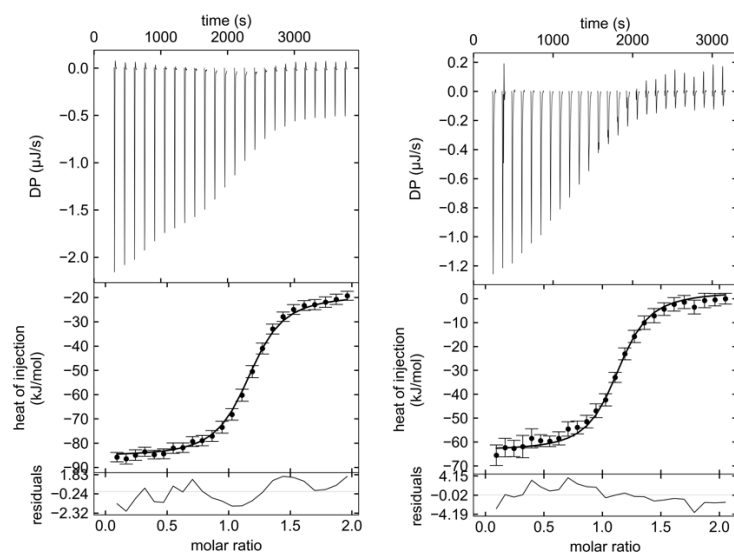 time (s)
0 1000 2000 3000
0.0
−0.5
−1.0
−1.5
−2.0
DP (µJ/s)
−20
−30
−40
−50
−60
−70
−80
−90
heat of injection
(kJ/mol)
1.83
−0.24
−2.32
residuals
0.0 0.5 1.0 1.5 2.0
molar ratio
time (s)
0 1000 2000 3000
0.2
0.0
−0.2
−0.4
−0.6
−0.8
−1.0
−1.2
DP (µJ/s)
0
−10
−20
−30
−40
−50
−60
−70
heat of injection
(kJ/mol)
4.15
−0.02
−4.19
residuals
0.0 0.5 1.0 1.5 2.0
molar ratio